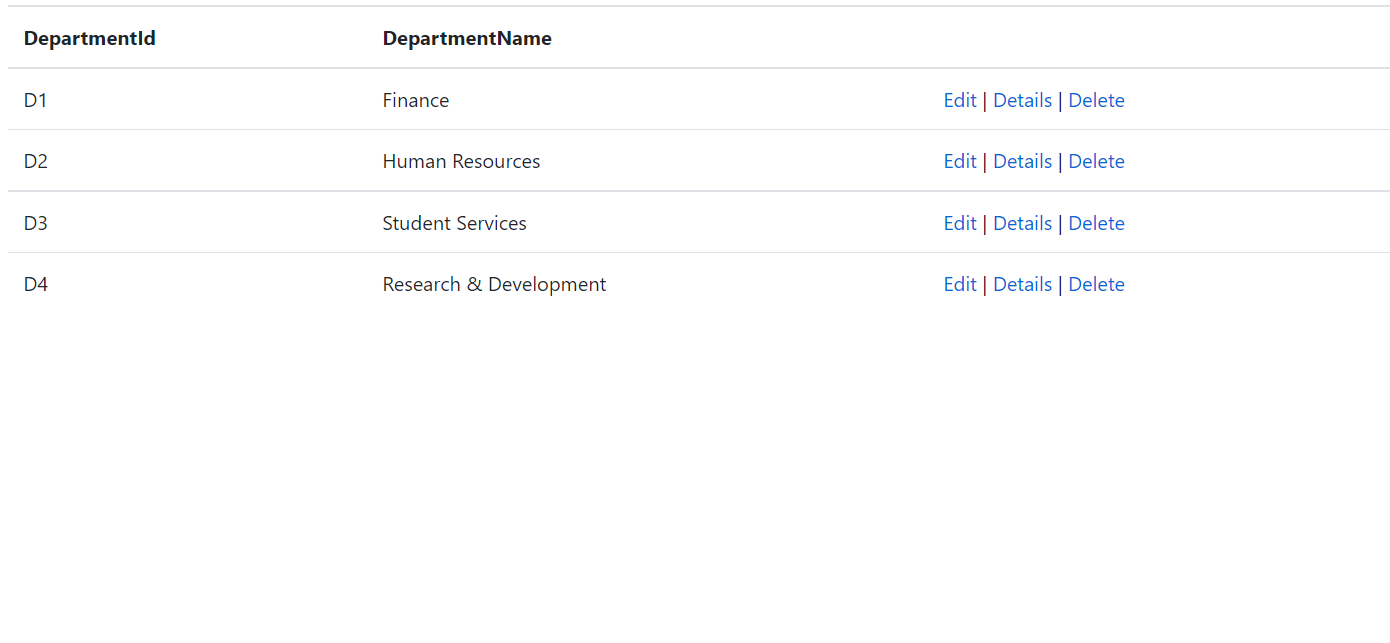 DepartmentId DepartmentName
D1 Finance Edit | Details | Delete
D2 Human Resources Edit | Details | Delete
D3 Student Services Edit | Details | Delete
D4 Research & Development Edit | Details | Delete